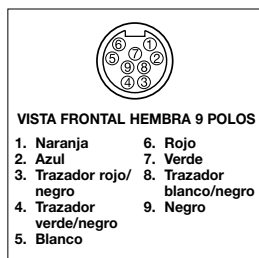 6 1
5 7 2
9 8
4 3
VISTA FRONTAL HEMBRA 9 POLOS
1. Naranja
2. Azul
3. Trazador rojo/
negro
4. Trazador
verde/negro
5. Blanco
6. Rojo
7. Verde
8. Trazador
blanco/negro
9. Negro